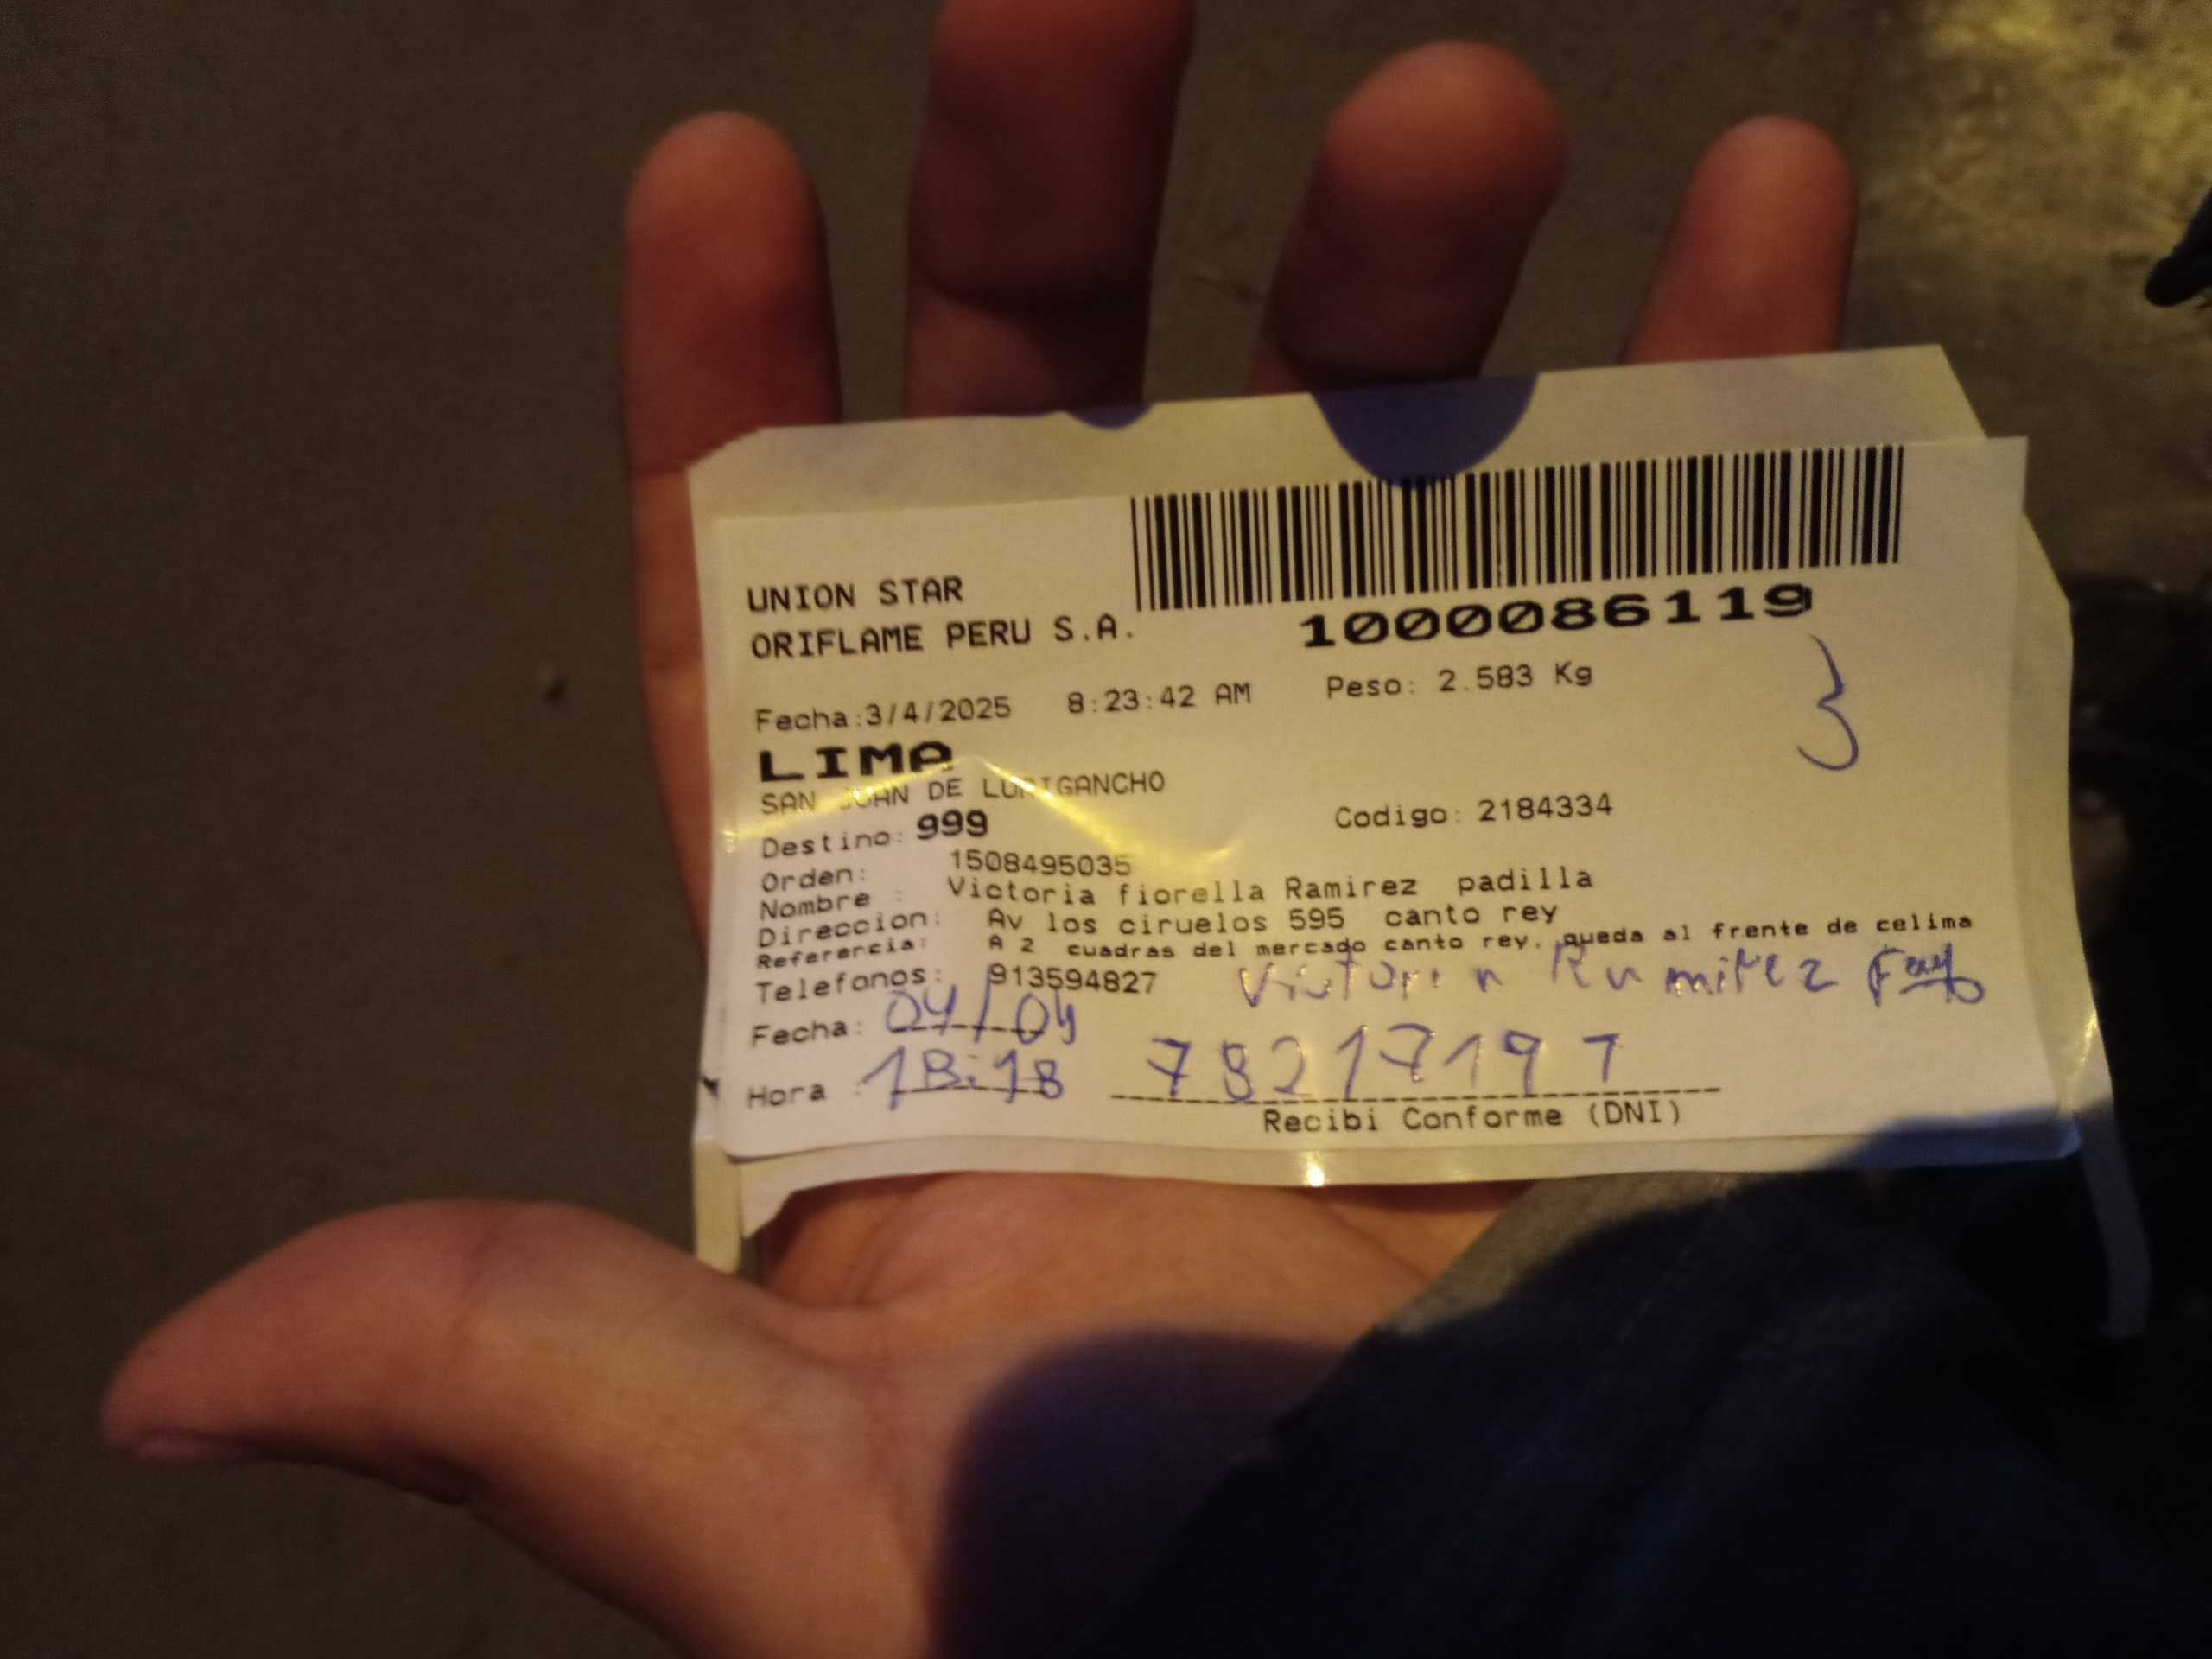 UNION STAR
ORIFLAME PERU S.A.
1000086119
Fecha:3/4/2025 8:23:42 AM Peso: 2.583 Kg
3
LIMA
SAN JUAN DE LURIGANCHO
Destino: 999 Codigo: 2184334
Orden: 1508495035
Nombre : Victoria fiorella Ramirez padilla
Direccion: Av los ciruelos 595 canto rey
Referencia: A 2 cuadras del mercado canto rey, queda al frente de celima
Telefonos: 913594827 Victoria Ramirez
Fecha: 04/04
Hora : 18:18
Recibi Conforme (DNI)